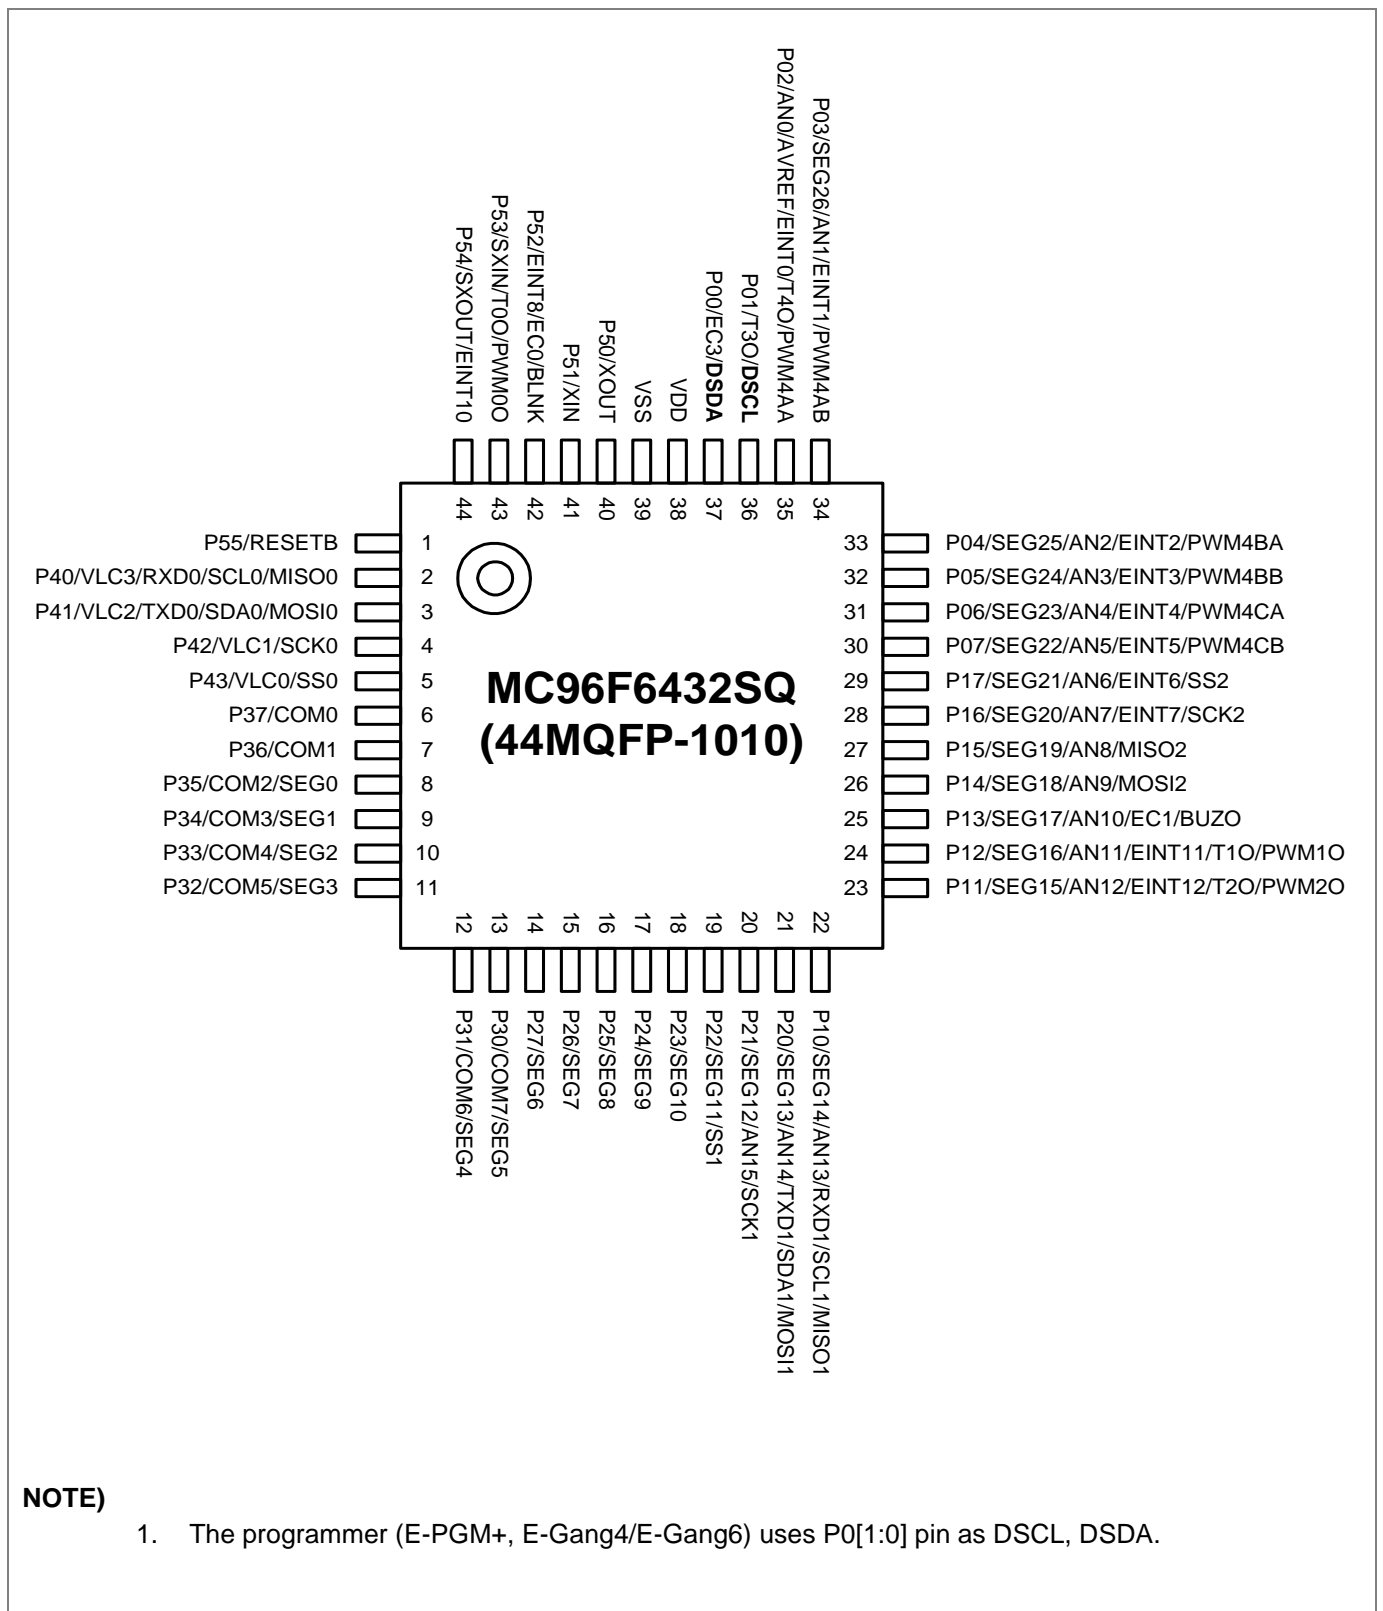 P54/SXOUT/EINT10
P53/SXIN/T0O/PWM0O
P52/EINT8/EC0/BLNK
P51/XIN
P50/XOUT
VSS
VDD
P00/EC3/DSDA
P01/T3O/DSCL
P02/AN0/AVREF/EINT0/T4O/PWM4AA
P03/SEG26/AN1/EINT1/PWM4AB
44 43 42 41 40 39 38 37 36 35 34
P55/RESETB 1
P40/VLC3/RXD0/SCL0/MISO0 2
P41/VLC2/TXD0/SDA0/MOSI0 3
P42/VLC1/SCK0 4
P43/VLC0/SS0 5
P37/COM0 6
P36/COM1 7
P35/COM2/SEG0 8
P34/COM3/SEG1 9
P33/COM4/SEG2 10
P32/COM5/SEG3 11
MC96F6432SQ
(44MQFP-1010)
33 P04/SEG25/AN2/EINT2/PWM4BA
32 P05/SEG24/AN3/EINT3/PWM4BB
31 P06/SEG23/AN4/EINT4/PWM4CA
30 P07/SEG22/AN5/EINT5/PWM4CB
29 P17/SEG21/AN6/EINT6/SS2
28 P16/SEG20/AN7/EINT7/SCK2
27 P15/SEG19/AN8/MISO2
26 P14/SEG18/AN9/MOSI2
25 P13/SEG17/AN10/EC1/BUZO
24 P12/SEG16/AN11/EINT11/T1O/PWM1O
23 P11/SEG15/AN12/EINT12/T2O/PWM2O
12 13 14 15 16 17 18 19 20 21 22
P31/COM6/SEG4
P30/COM7/SEG5
P27/SEG6
P26/SEG7
P25/SEG8
P24/SEG9
P23/SEG10
P22/SEG11/SS1
P21/SEG12/AN15/SCK1
P20/SEG13/AN14/TXD1/SDA1/MOSI1
P10/SEG14/AN13/RXD1/SCL1/MISO1
NOTE)
1. The programmer (E-PGM+, E-Gang4/E-Gang6) uses P0[1:0] pin as DSCL, DSDA.